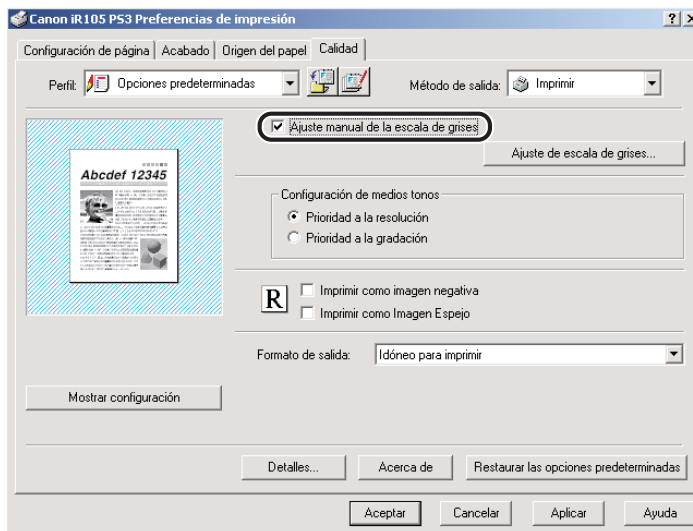 Canon iR105 PS3 Preferencias de impresión
Configuración de página Acabado Origen del papel Calidad
Perfil: Opciones predeterminadas Método de salida: Imprimir
Ajuste manual de la escala de grises
Ajuste de escala de grises...
Abcdef 12345
Configuración de medios tonos
Prioridad a la resolución
Prioridad a la gradación
R
Imprimir como imagen negativa
Imprimir como Imagen Espejo
Formato de salida: Idóneo para imprimir
Mostrar configuración
Detalles... Acerca de Restaurar las opciones predeterminadas
Aceptar Cancelar Aplicar Ayuda